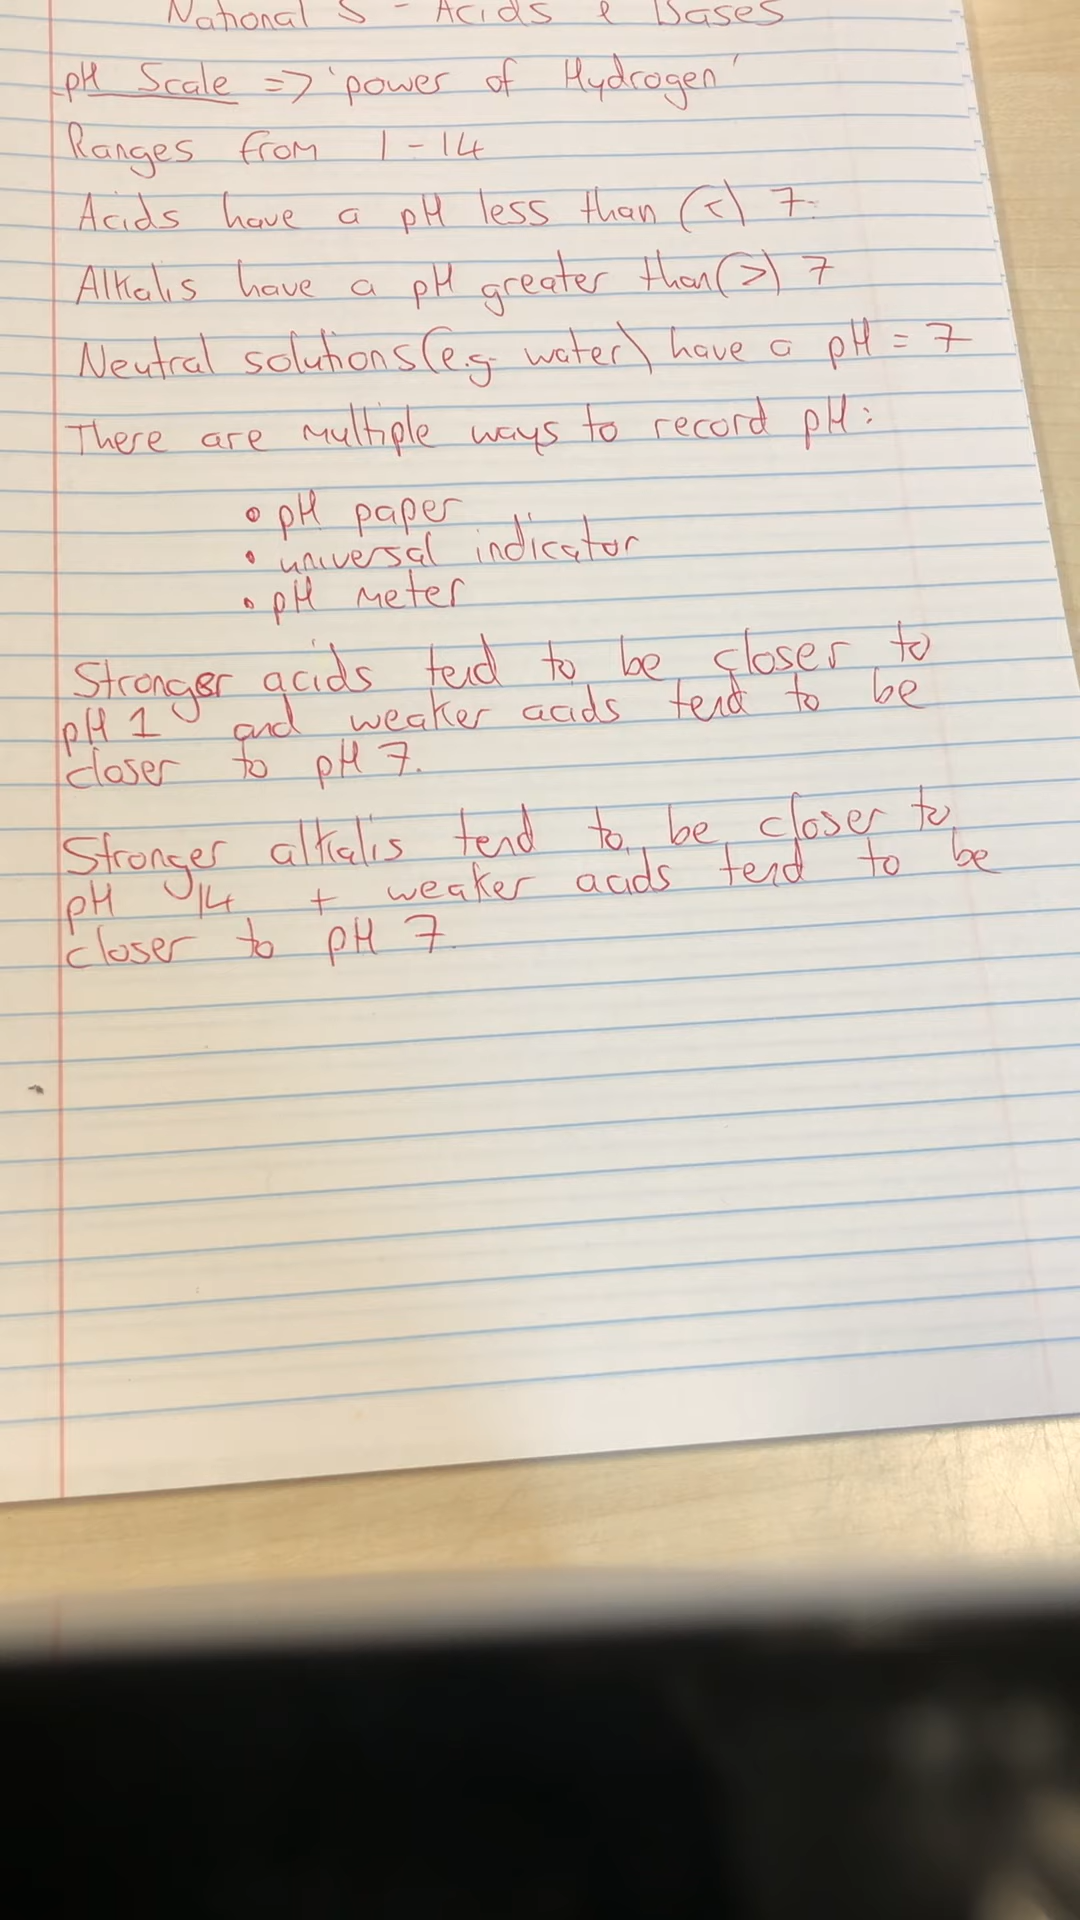 National 5 - Acids & Bases
pH Scale => 'power of Hydrogen'
Ranges from 1-14
Acids have a pH less than (<) 7.
Alkalis have a pH greater than (>) 7
Neutral solutions (e.g. water) have a pH = 7
There are multiple ways to record pH:
• pH paper
• universal indicator
• pH meter
Stronger acids tend to be closer to
pH 1 and weaker acids tend to be
closer to pH 7.
Stronger alkalis tend to be closer to
pH 14 + weaker acids tend to be
closer to pH 7.